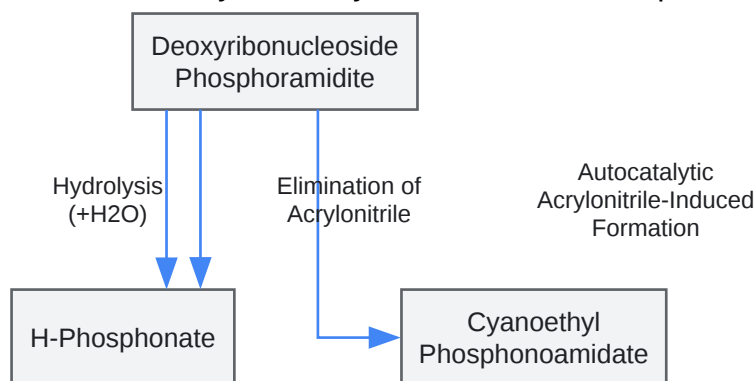 Deoxyribonucleoside
Phosphoramidite
Hydrolysis
(+H2O)
Elimination of
Acrylonitrile
Autocatalytic
Acrylonitrile-Induced
Formation
H-Phosphonate
Cyanoethyl
Phosphonoamidate